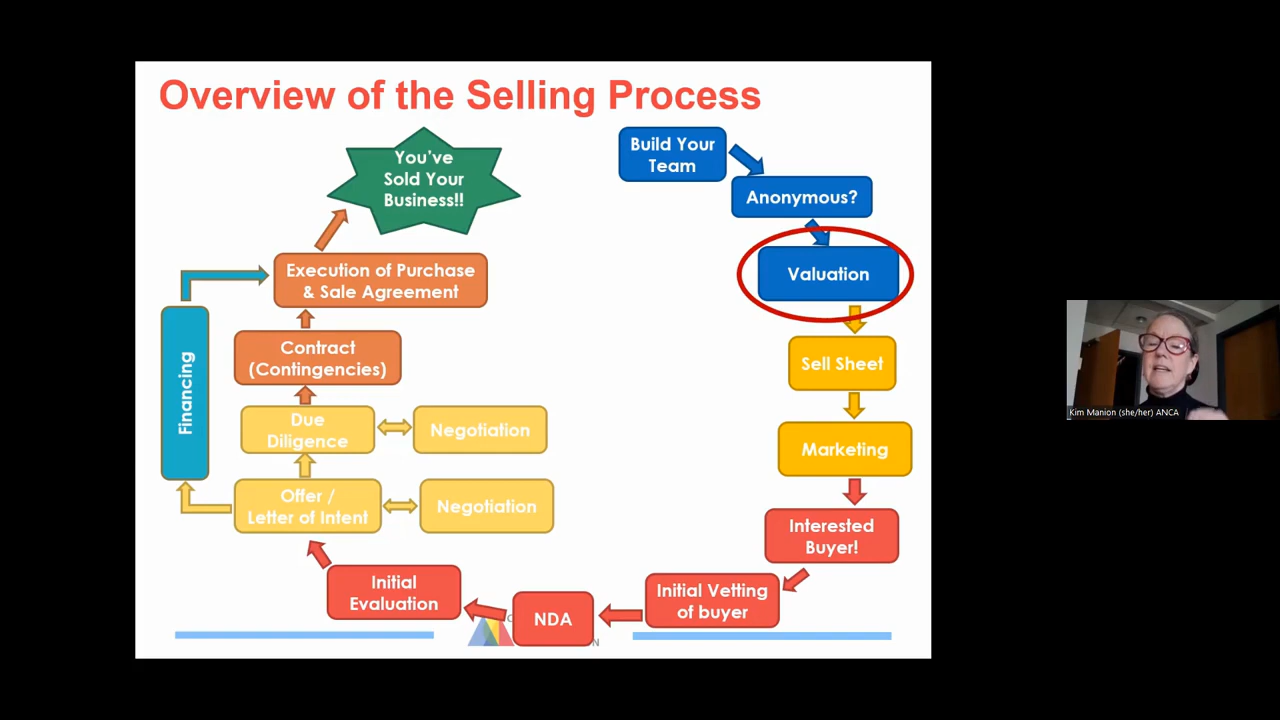 Overview of the Selling Process
Build Your
Team
Anonymous?
Valuation
Sell Sheet
Marketing
Interested
Buyer!
Initial Vetting
of buyer
NDA
Initial
Evaluation
Offer /
Letter of Intent
Negotiation
Due
Diligence
Negotiation
Financing
Contract
(Contingencies)
Execution of Purchase
& Sale Agreement
You've
Sold Your
Business!!
Kim Manion (she/her) ANCA